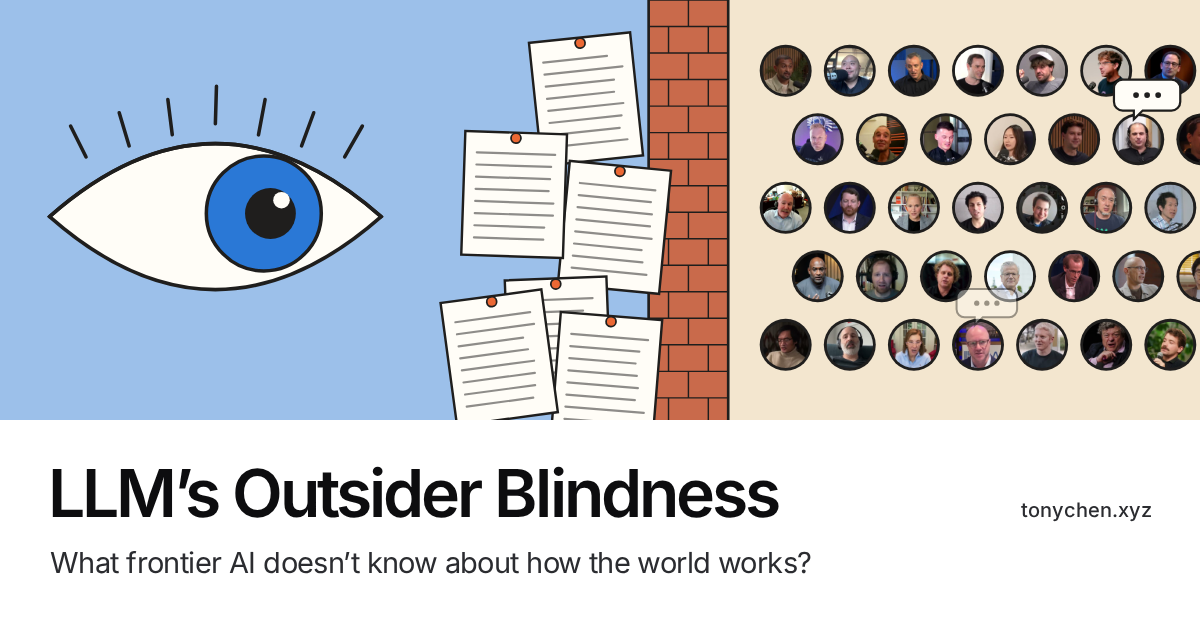 LLM’s Outsider Blindness
tonychen.xyz
What frontier AI doesn’t know about how the world works?